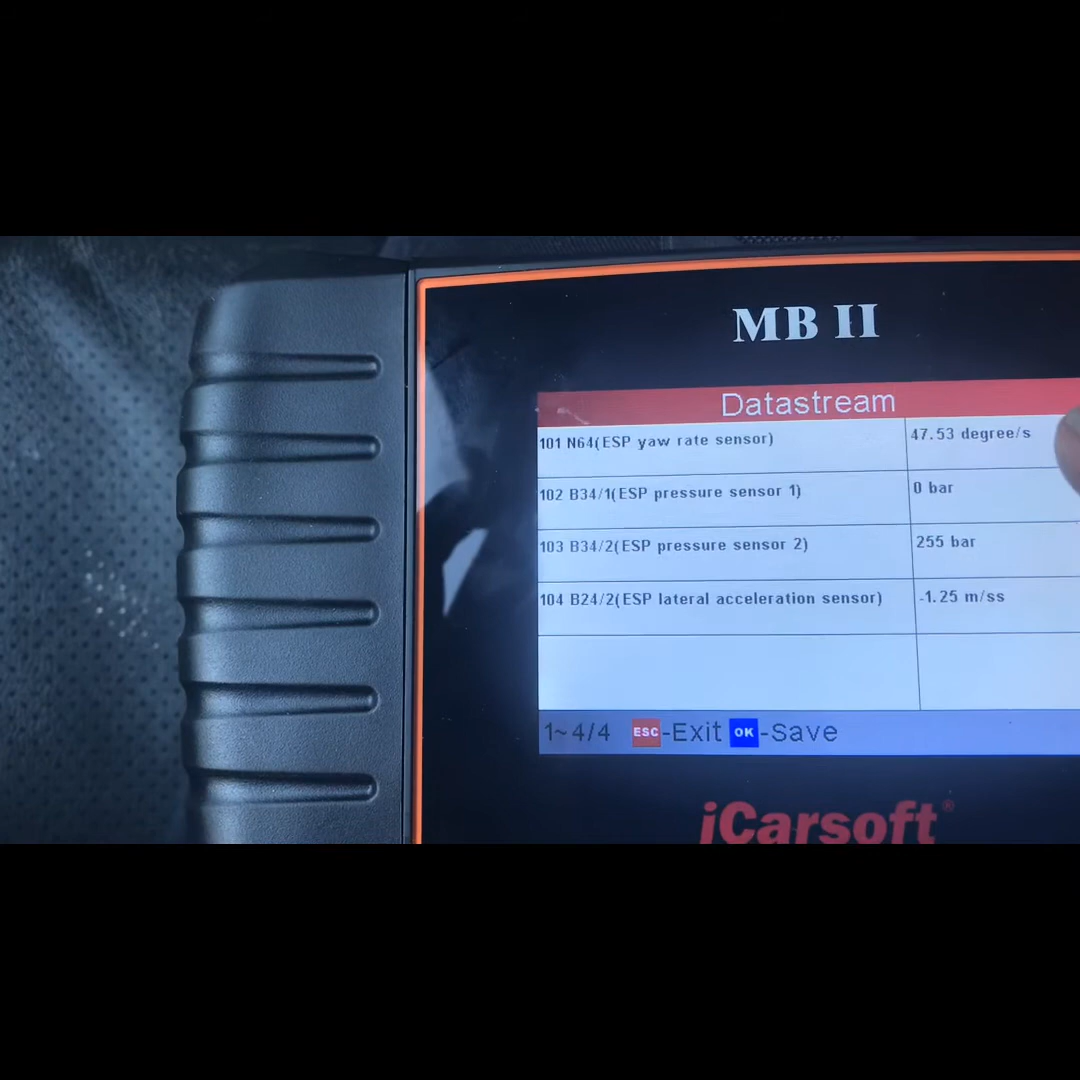 MB II
Datastream
101 N64(ESP yaw rate sensor) 47.53 degree/s
102 B34/1(ESP pressure sensor 1) 0 bar
103 B34/2(ESP pressure sensor 2) 255 bar
104 B24/2(ESP lateral acceleration sensor) -1.25 m/ss
1~4/4 ESC-Exit OK-Save
iCarsoft®